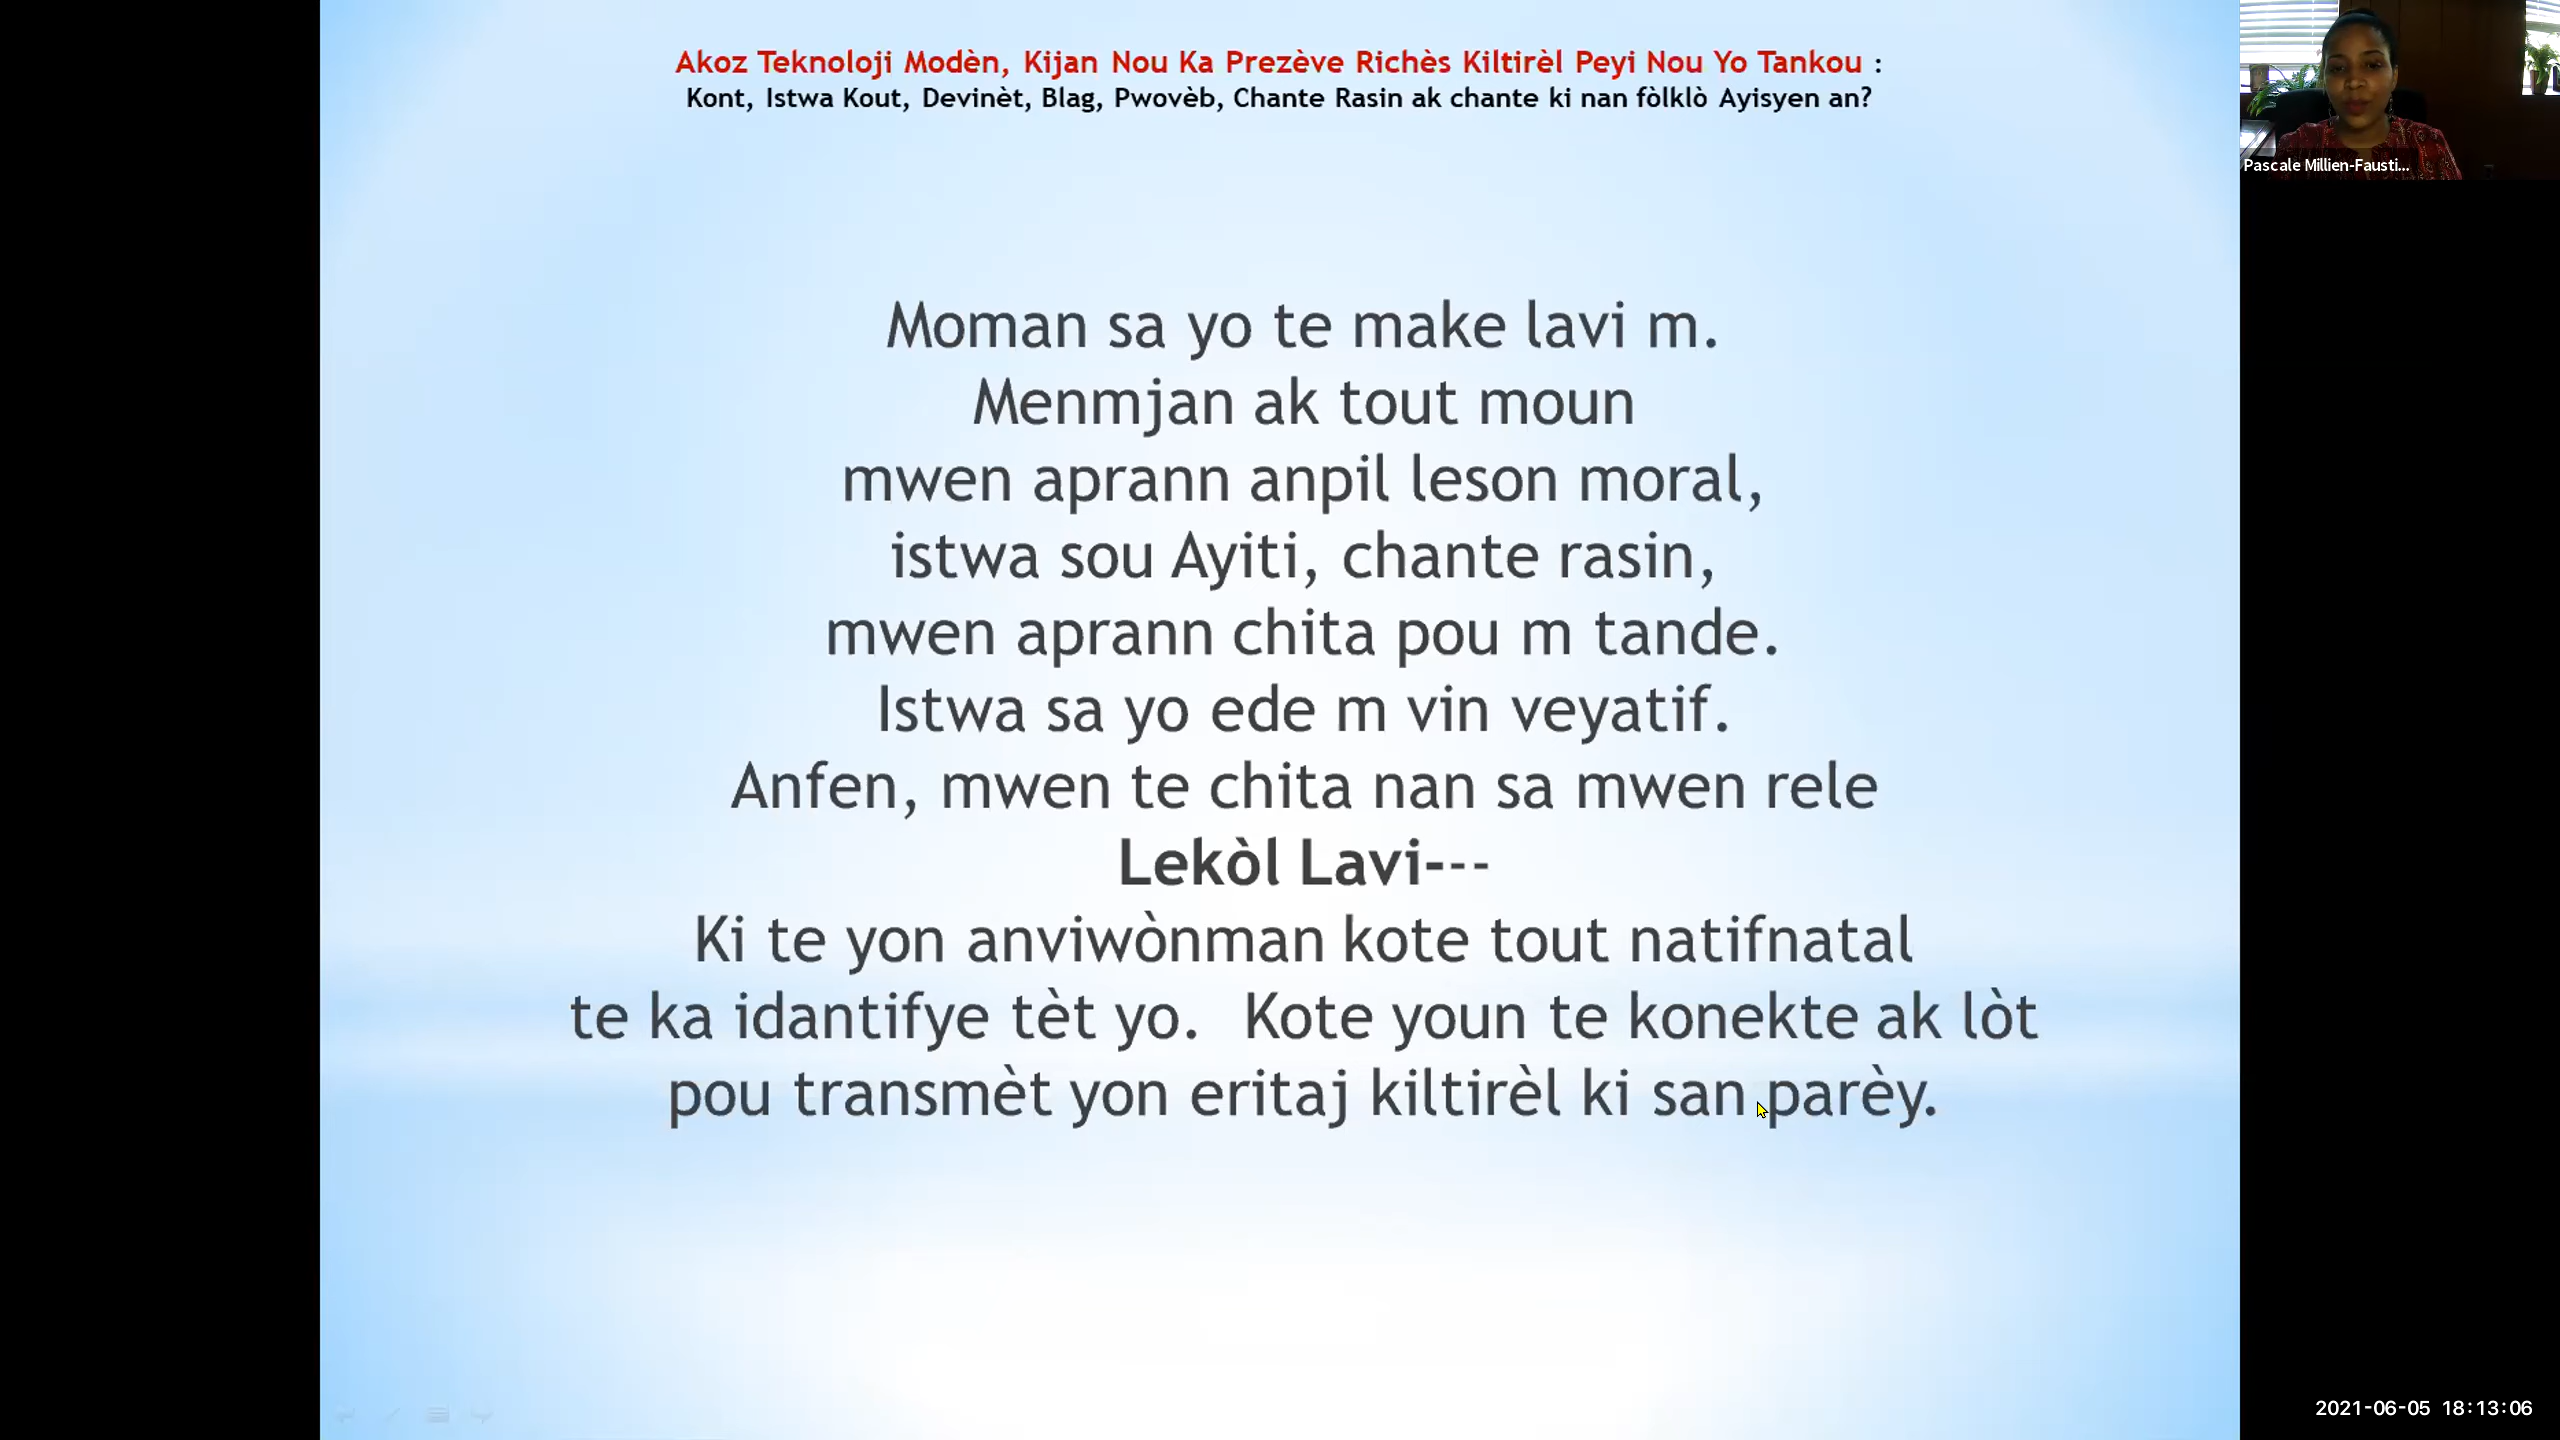 Akoz Teknoloji Modèn, Kijan Nou Ka Prezève Richès Kiltirèl Peyi Nou Yo Tankou :
Kont, Istwa Kout, Devinèt, Blag, Pwovèb, Chante Rasin ak chante ki nan fòlklò Ayisyen an?
Pascale Millien-Fausti...
Moman sa yo te make lavi m.
Menmjan ak tout moun
mwen aprann anpil leson moral,
istwa sou Ayiti, chante rasin,
mwen aprann chita pou m tande.
Istwa sa yo ede m vin veyatif.
Anfen, mwen te chita nan sa mwen rele
Lekòl Lavi---
Ki te yon anviwònman kote tout natifnatal
te ka idantifye tèt yo.  Kote youn te konekte ak lòt
pou transmèt yon eritaj kiltirèl ki san parèy.
2021-06-05 18:13:06